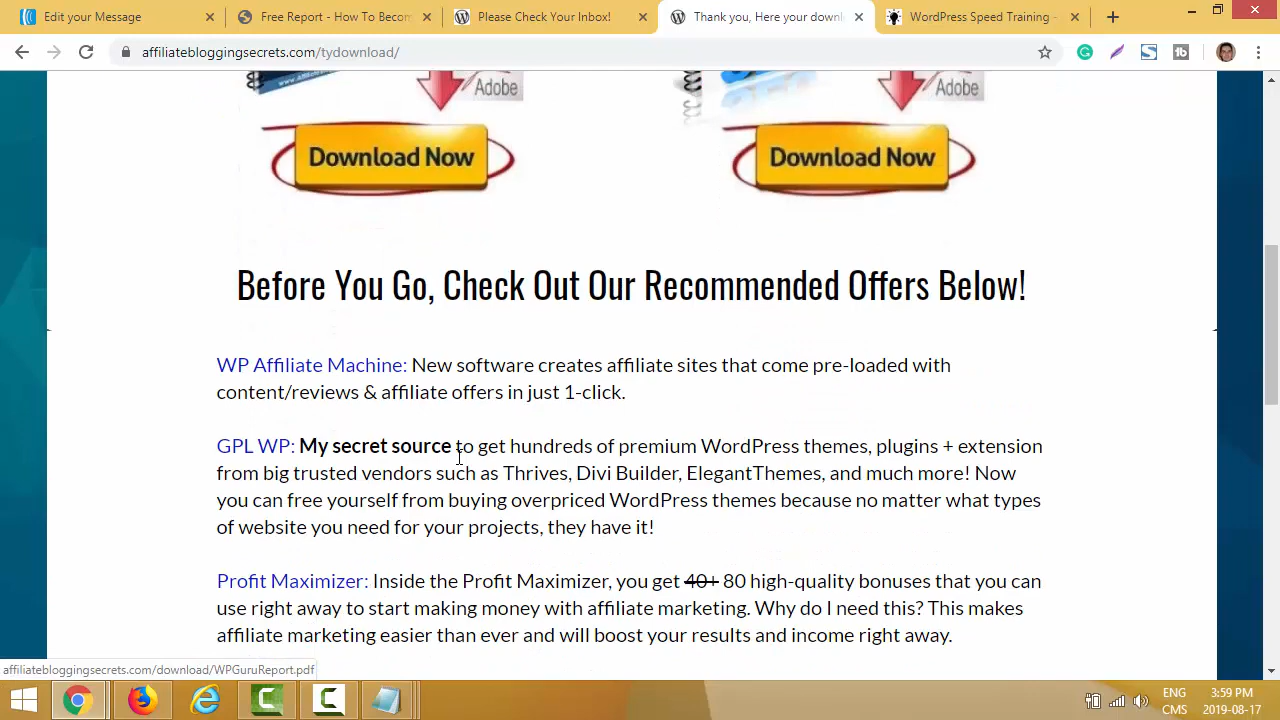 Edit your Message
Free Report - How To Becom
Please Check Your Inbox!
Thank you, Here your downl
WordPress Speed Training -
affiliatebloggingsecrets.com/tydownload/
Adobe
Adobe
Download Now
Download Now
Before You Go, Check Out Our Recommended Offers Below!
WP Affiliate Machine: New software creates affiliate sites that come pre-loaded with
content/reviews & affiliate offers in just 1-click.
GPL WP: My secret source to get hundreds of premium WordPress themes, plugins + extension
from big trusted vendors such as Thrives, Divi Builder, ElegantThemes, and much more! Now
you can free yourself from buying overpriced WordPress themes because no matter what types
of website you need for your projects, they have it!
Profit Maximizer: Inside the Profit Maximizer, you get 40+ 80 high-quality bonuses that you can
use right away to start making money with affiliate marketing. Why do I need this? This makes
affiliate marketing easier than ever and will boost your results and income right away.
affiliatebloggingsecrets.com/download/WPGuruReport.pdf
ENG
CMS
3:59 PM
2019-08-17